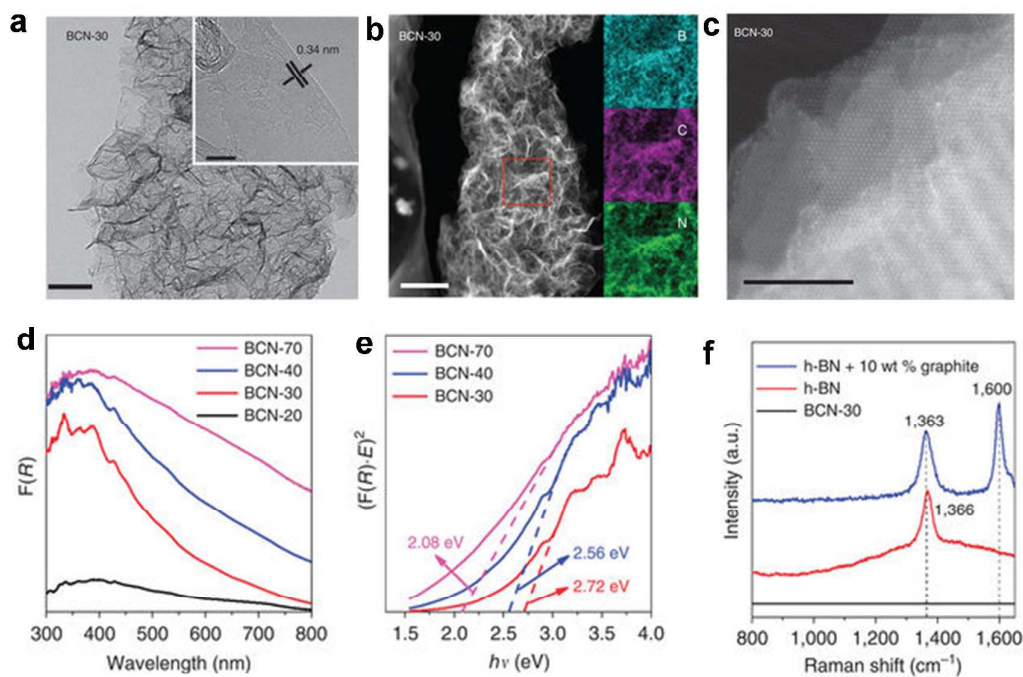 a
BCN-30
0.34 nm
b
BCN-30
B
C
N
c
BCN-30
d
BCN-70
BCN-40
BCN-30
BCN-20
F(R)
300 400 500 600 700 800
Wavelength (nm)
e
BCN-70
BCN-40
BCN-30
(F(R)·E)²
2.08 eV
2.56 eV
2.72 eV
1.5 2.0 2.5 3.0 3.5 4.0
hν (eV)
f
h-BN + 10 wt % graphite
h-BN
BCN-30
1,600
1,363
1,366
Intensity (a.u.)
800 1,000 1,200 1,400 1,600
Raman shift (cm⁻¹)